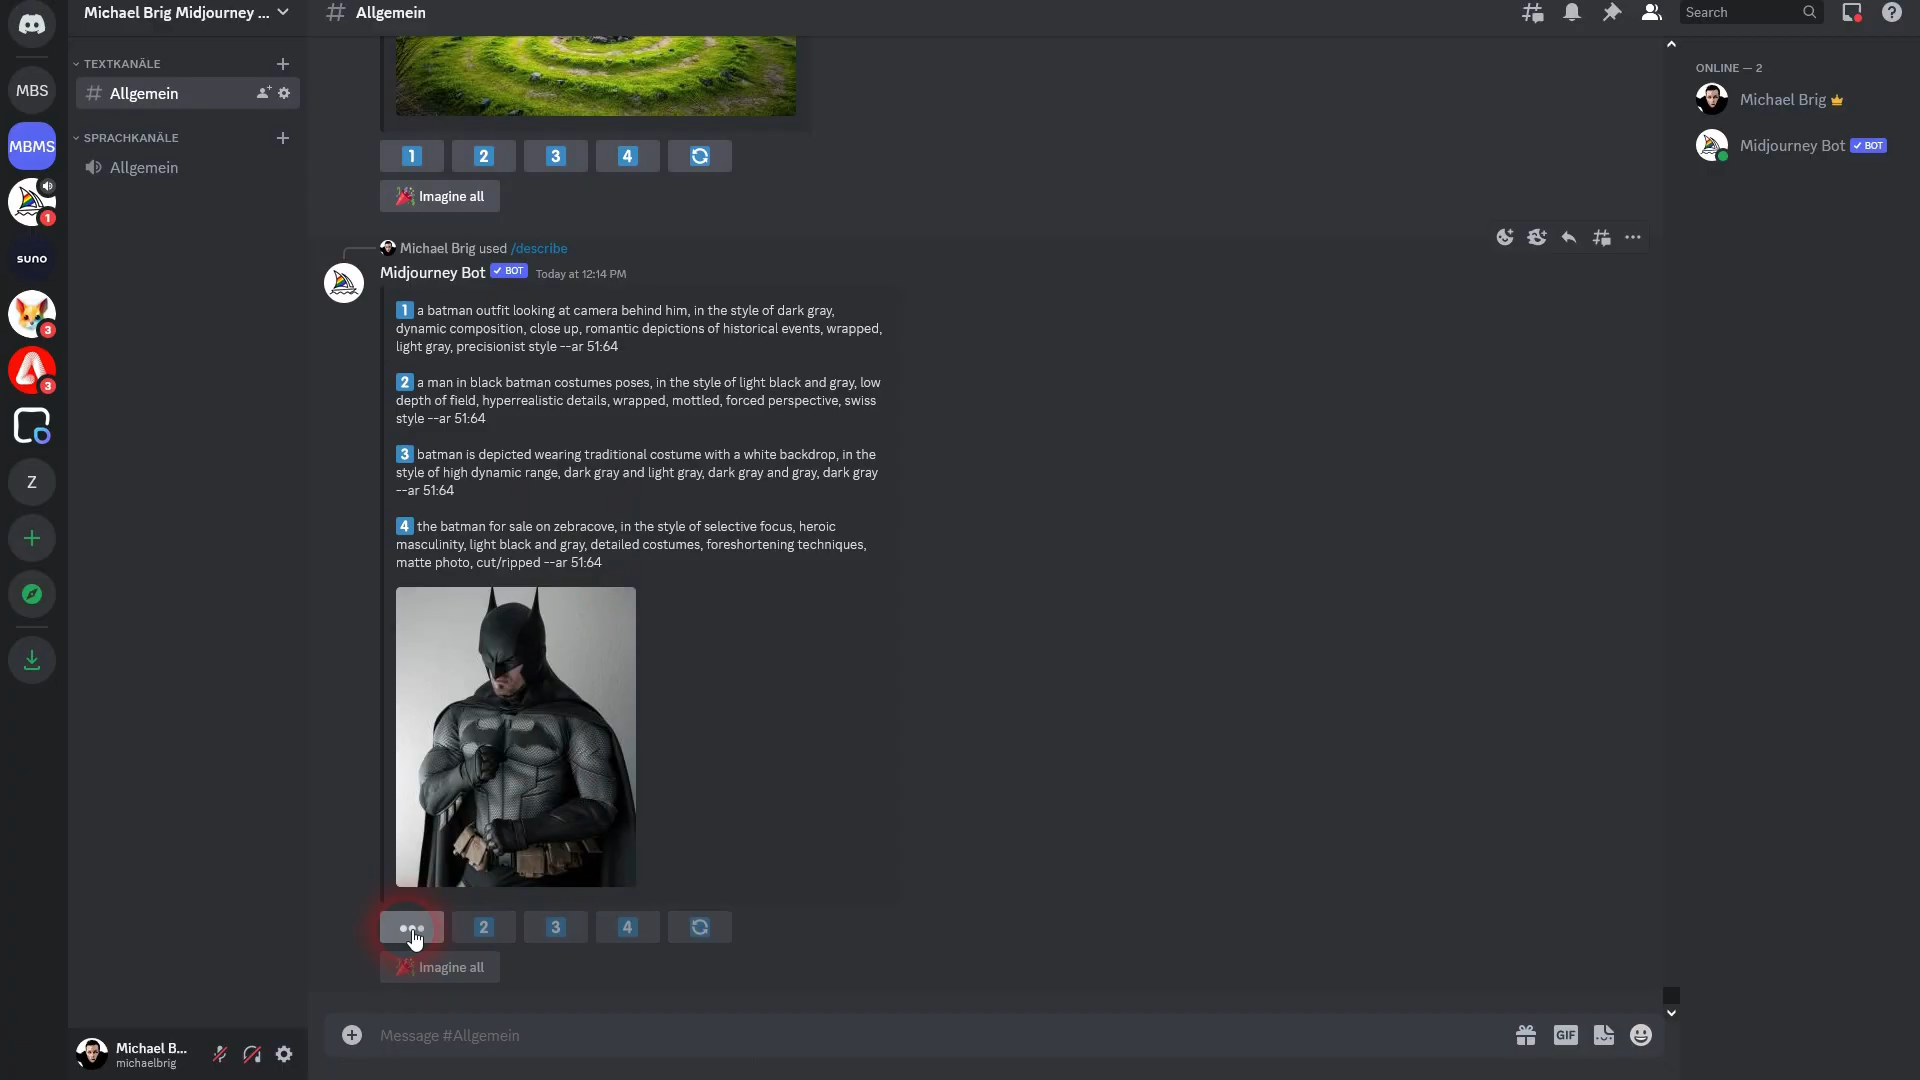 Michael Brig Midjourney ...
# Allgemein
Search
TEXTKANÄLE
Allgemein
SPRACHKANÄLE
Allgemein
MBS
MBMS
1
suno
3
3
Z
1 2 3 4
Imagine all
Michael Brig used /describe
Midjourney Bot BOT Today at 12:14 PM
1 a batman outfit looking at camera behind him, in the style of dark gray,
dynamic composition, close up, romantic depictions of historical events, wrapped,
light gray, precisionist style --ar 51:64
2 a man in black batman costumes poses, in the style of light black and gray, low
depth of field, hyperrealistic details, wrapped, mottled, forced perspective, swiss
style --ar 51:64
3 batman is depicted wearing traditional costume with a white backdrop, in the
style of high dynamic range, dark gray and light gray, dark gray and gray, dark gray
--ar 51:64
4 the batman for sale on zebracove, in the style of selective focus, heroic
masculinity, light black and gray, detailed costumes, foreshortening techniques,
matte photo, cut/ripped --ar 51:64
2 3 4
Imagine all
Message #Allgemein
GIF
Michael B...
michaelbrig
ONLINE — 2
Michael Brig
Midjourney Bot BOT